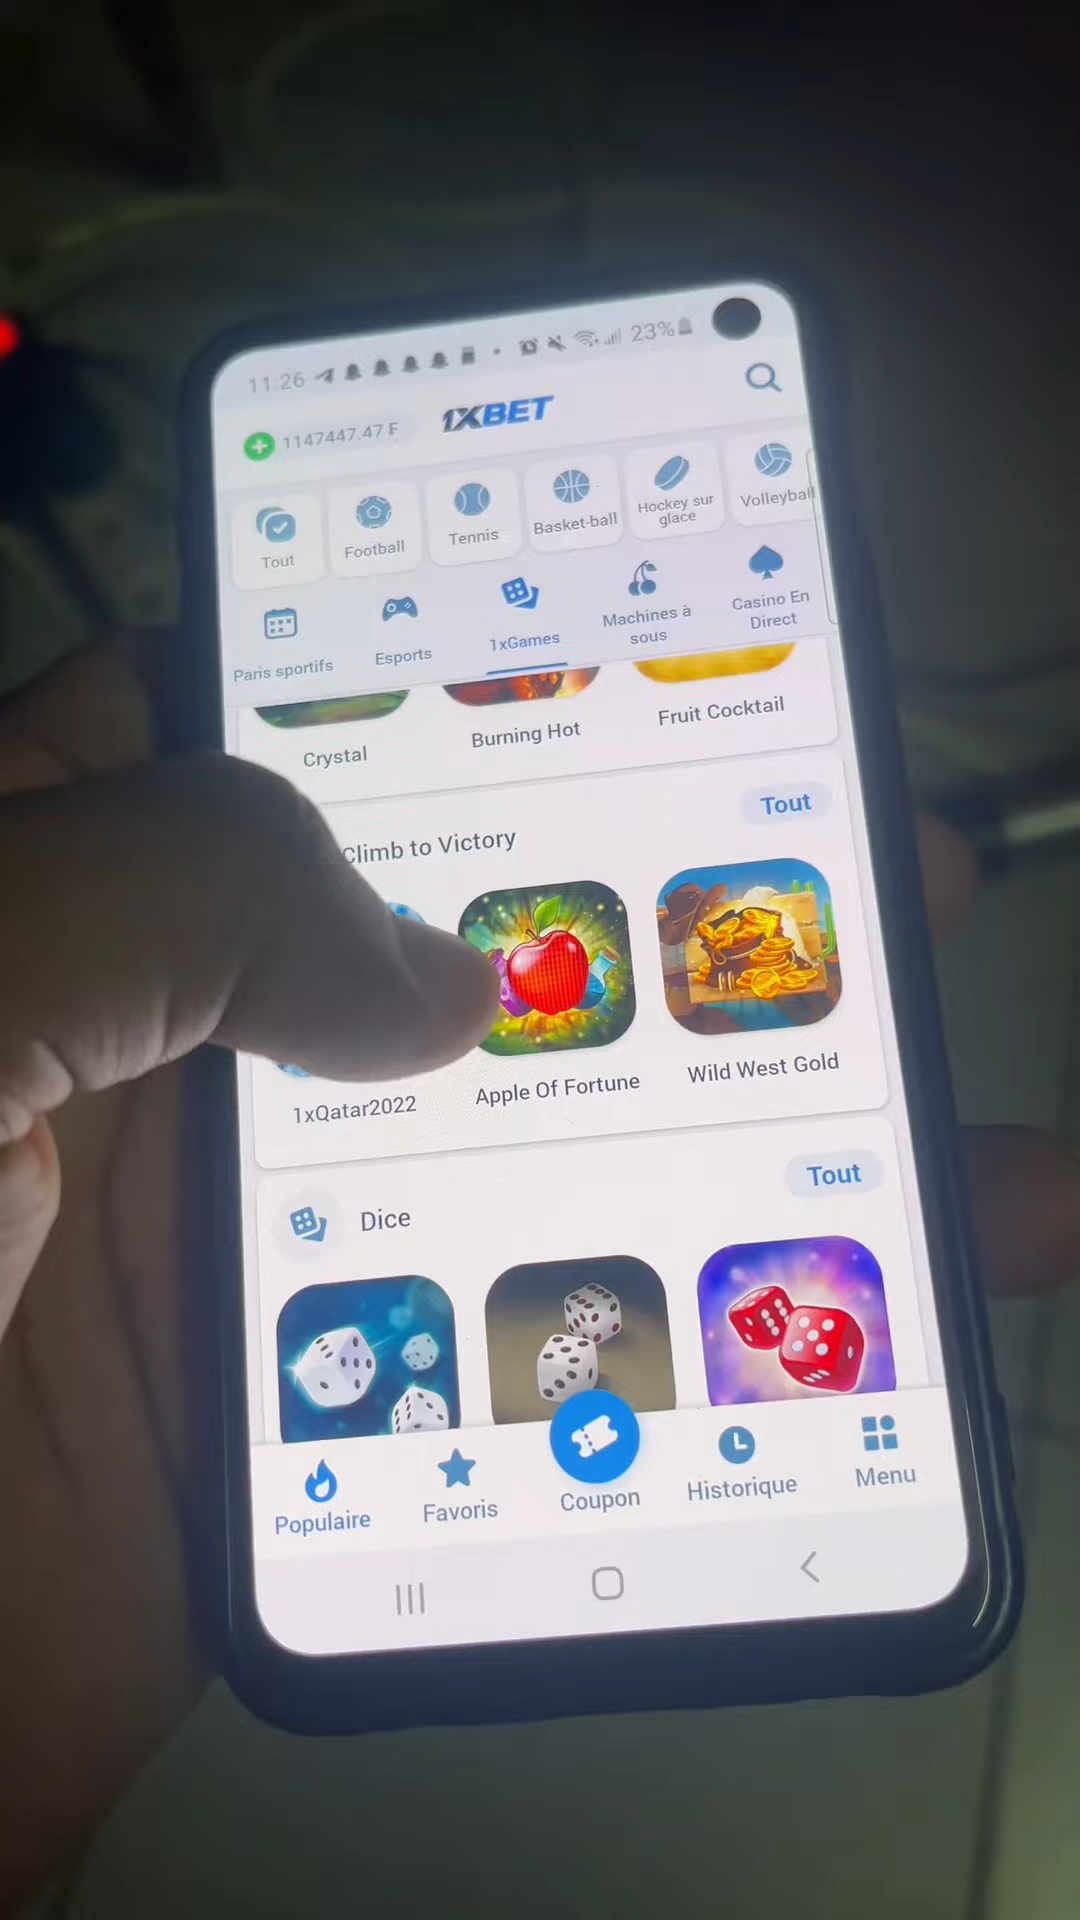 11:26
23%
1147447.47 F
1XBET
Tout
Football
Tennis
Basket-ball
Hockey sur
glace
Volleyball
Paris sportifs
Esports
1xGames
Machines à
sous
Casino En
Direct
Crystal
Burning Hot
Fruit Cocktail
Climb to Victory
Tout
1xQatar2022
Apple Of Fortune
Wild West Gold
Dice
Tout
Populaire
Favoris
Coupon
Historique
Menu